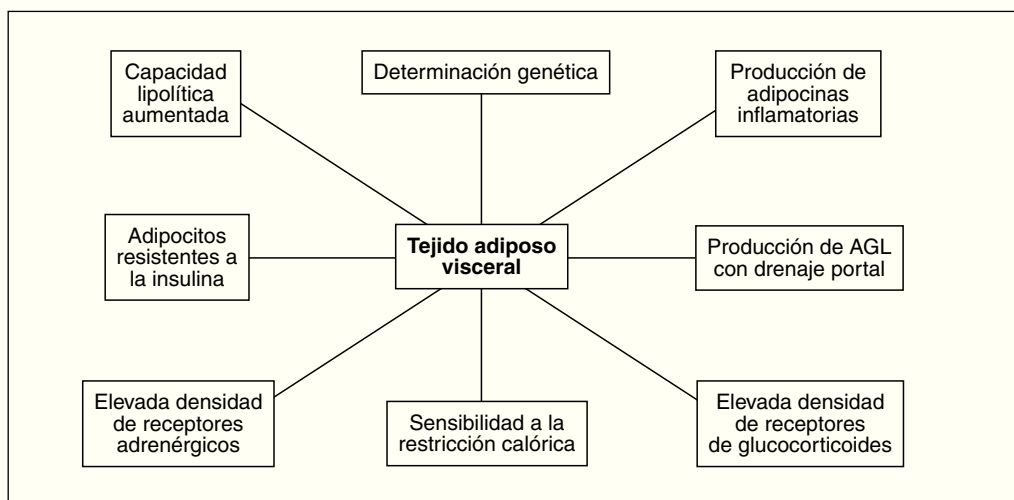 Capacidad
lipolítica
aumentada
Determinación genética
Producción de
adipocinas
inflamatorias
Adipocitos
resistentes a
la insulina
Tejido adiposo
visceral
Producción de AGL
con drenaje portal
Elevada densidad
de receptores
adrenérgicos
Sensibilidad a la
restricción calórica
Elevada densidad
de receptores
de glucocorticoides